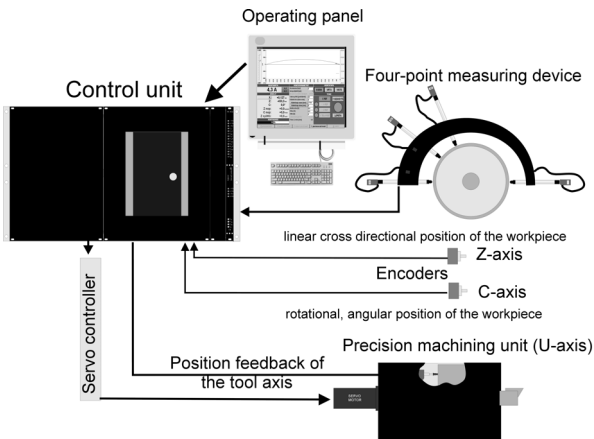 Operating panel
Control unit
4,3 A
Four-point measuring device
linear cross directional position of the workpiece
Z-axis
Encoders
C-axis
rotational, angular position of the workpiece
Servo controller
Precision machining unit (U-axis)
Position feedback of
the tool axis
SERVO
MOTOR